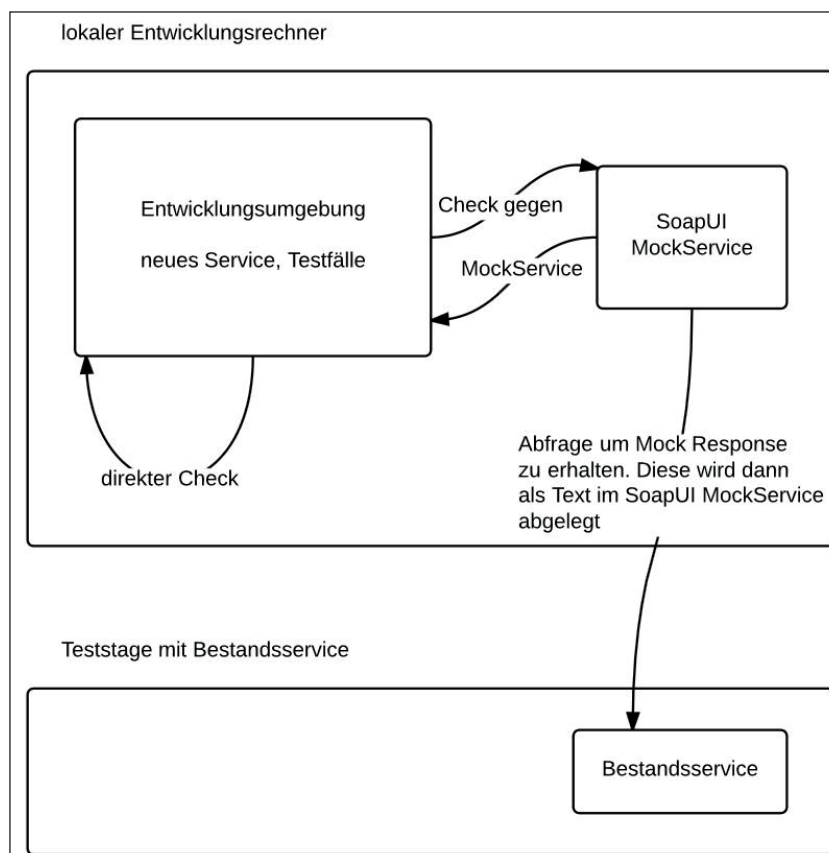 lokaler Entwicklungsrechner
Entwicklungsumgebung
neues Service, Testfälle
Check gegen
MockService
SoapUI
MockService
direkter Check
Abfrage um Mock Response
zu erhalten. Diese wird dann
als Text im SoapUI MockService
abgelegt
Teststage mit Bestandsservice
Bestandsservice